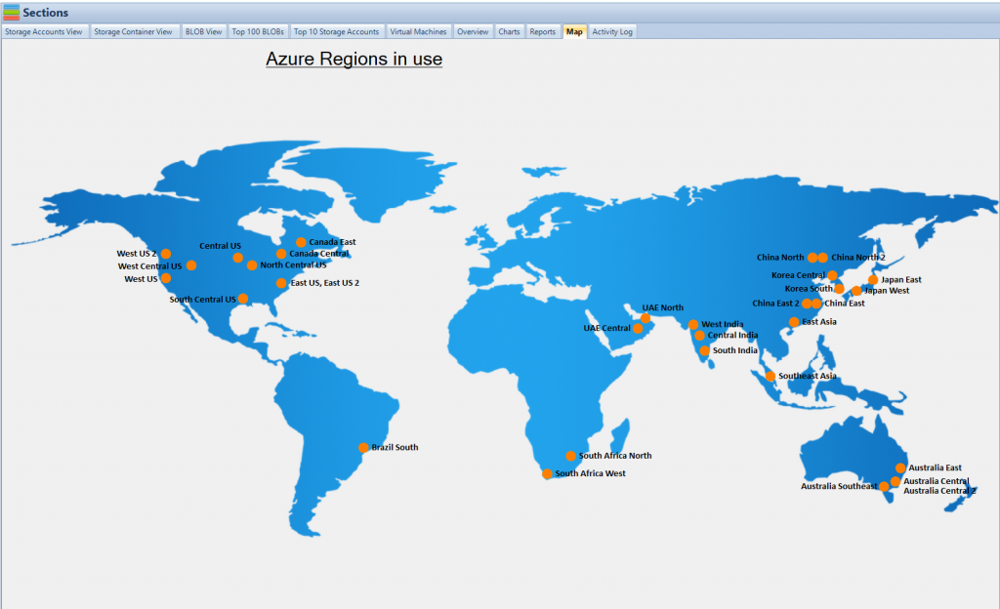 Sections
Storage Accounts View
Storage Container View
BLOB View
Top 100 BLOBs
Top 10 Storage Accounts
Virtual Machines
Overview
Charts
Reports
Map
Activity Log
Azure Regions in use
Canada East
Central US
West US 2
Canada Central
West Central US
North Central US
West US
East US, East US 2
South Central US
China North
China North 2
Korea Central
Japan East
Korea South
Japan West
China East 2
China East
UAE North
East Asia
UAE Central
West India
Central India
South India
Southeast Asia
Brazil South
South Africa North
South Africa West
Australia East
Australia Central
Australia Southeast
Australia Central 2